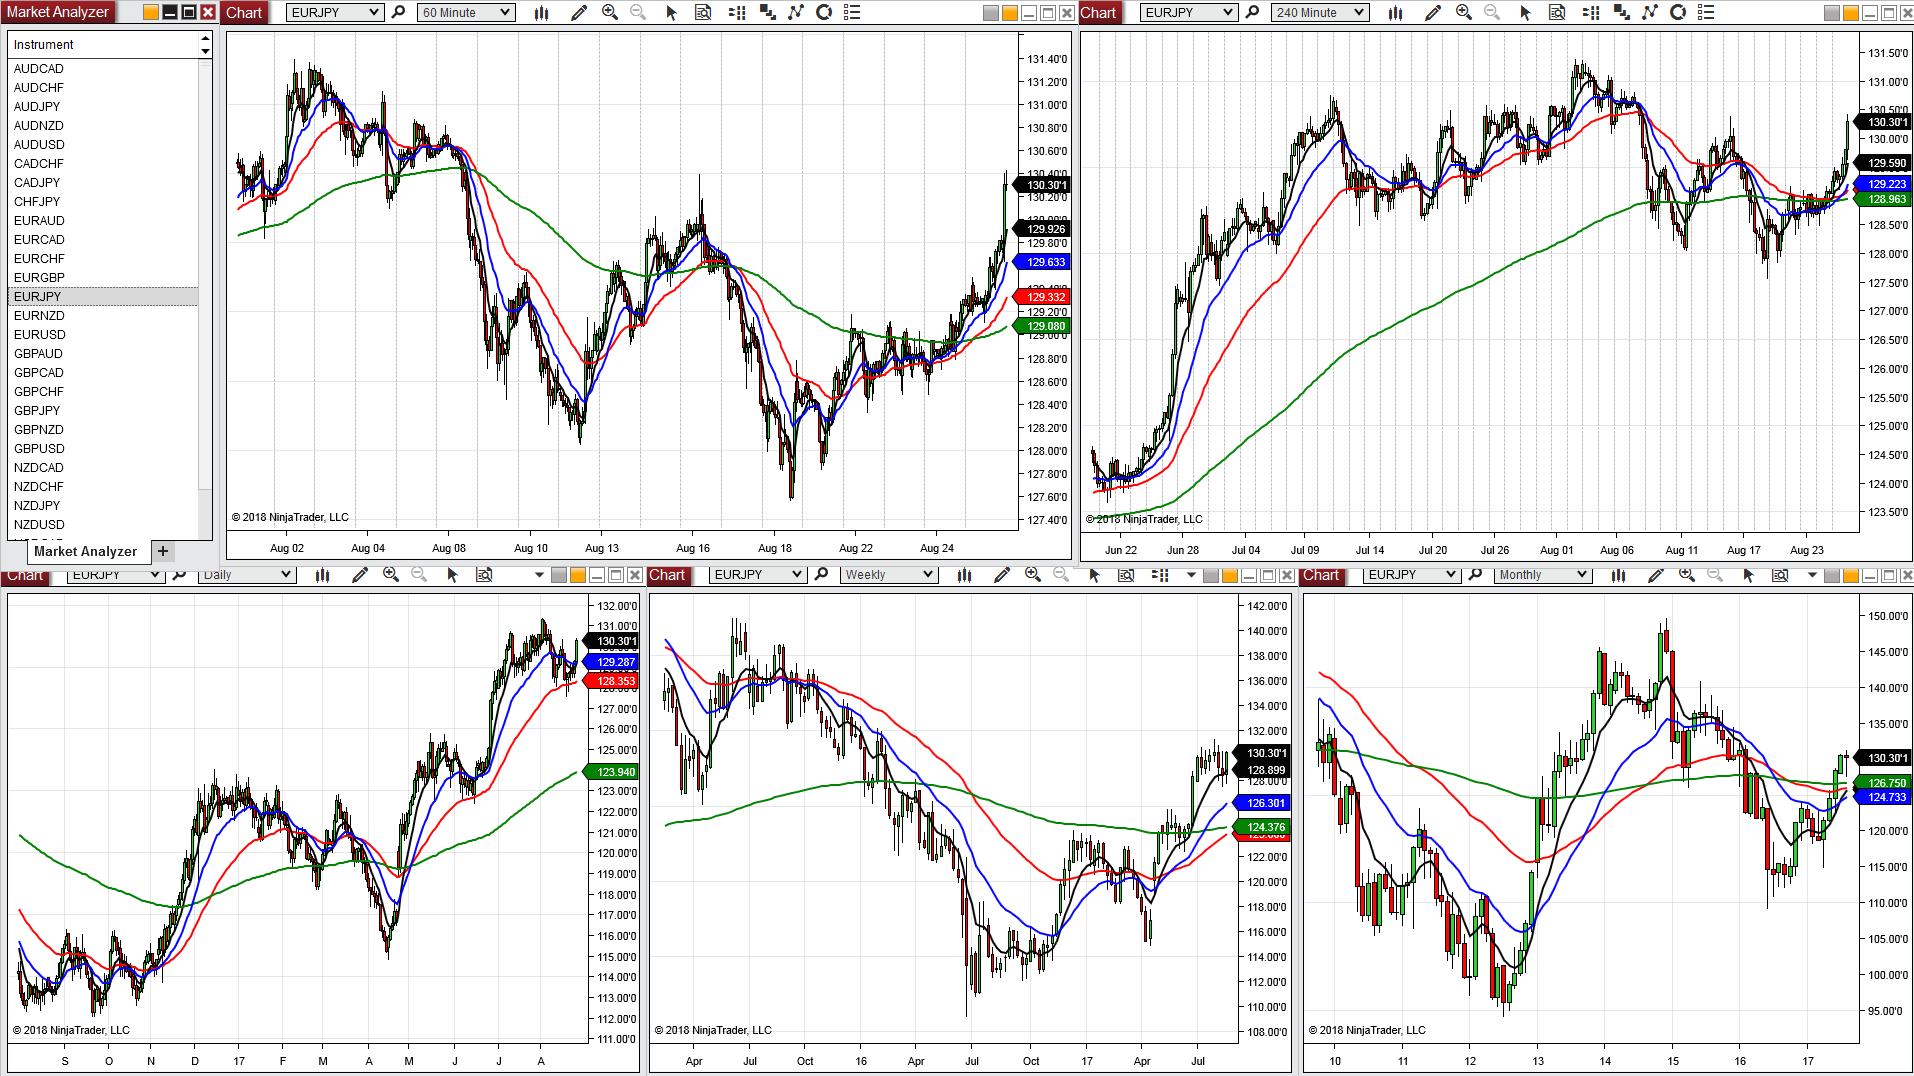 Market Analyzer
Instrument
AUDCAD
AUDCHF
AUDJPY
AUDNZD
AUDUSD
CADCHF
CADJPY
CHFJPY
EURAUD
EURCAD
EURCHF
EURGBP
EURJPY
EURNZD
EURUSD
GBPAUD
GBPCAD
GBPCHF
GBPJPY
GBPNZD
GBPUSD
NZDCAD
NZDCHF
NZDJPY
NZDUSD
Market Analyzer +
Chart EURJPY 60 Minute
131.40'0
131.20'0
131.00'0
130.80'0
130.60'0
130.40'0
130.30'1
130.20'0
129.926
129.80'0
129.633
129.332
129.20'0
129.080
129.00'0
128.80'0
128.60'0
128.40'0
128.20'0
128.00'0
127.80'0
127.60'0
127.40'0
© 2018 NinjaTrader, LLC
Aug 02 Aug 04 Aug 08 Aug 10 Aug 13 Aug 16 Aug 18 Aug 22 Aug 24
Chart EURJPY 240 Minute
131.50'0
131.00'0
130.50'0
130.30'1
130.00'0
129.590
129.223
128.963
128.50'0
128.00'0
127.50'0
127.00'0
126.50'0
126.00'0
125.50'0
125.00'0
124.50'0
124.00'0
123.50'0
© 2018 NinjaTrader, LLC
Jun 22 Jun 28 Jul 04 Jul 09 Jul 14 Jul 20 Jul 26 Aug 01 Aug 06 Aug 11 Aug 17 Aug 23
Chart EURJPY Daily
132.00'0
131.00'0
130.30'1
129.287
128.353
127.00'0
126.00'0
125.00'0
123.940
123.00'0
122.00'0
121.00'0
120.00'0
119.00'0
118.00'0
117.00'0
116.00'0
115.00'0
114.00'0
113.00'0
112.00'0
111.00'0
© 2018 NinjaTrader, LLC
S O N D 17 F M A M J J A
Chart EURJPY Weekly
142.00'0
140.00'0
138.00'0
136.00'0
134.00'0
132.00'0
130.30'1
128.899
128.00'0
126.301
124.376
122.00'0
120.00'0
118.00'0
116.00'0
114.00'0
112.00'0
110.00'0
108.00'0
© 2018 NinjaTrader, LLC
Apr Jul Oct 16 Apr Jul Oct 17 Apr Jul
Chart EURJPY Monthly
150.00'0
145.00'0
140.00'0
135.00'0
130.30'1
126.750
124.733
120.00'0
115.00'0
110.00'0
105.00'0
100.00'0
95.00'0
© 2018 NinjaTrader, LLC
10 11 12 13 14 15 16 17